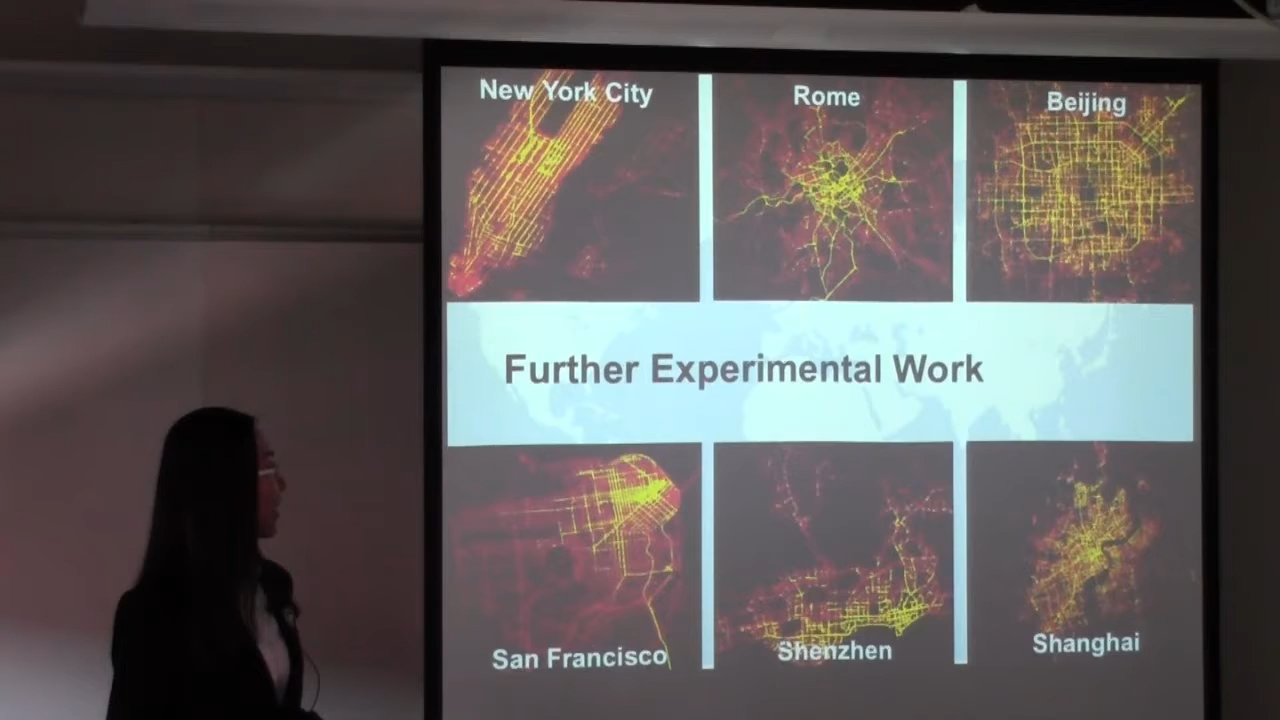 New York City
Rome
Beijing
Further Experimental Work
San Francisco
Shenzhen
Shanghai